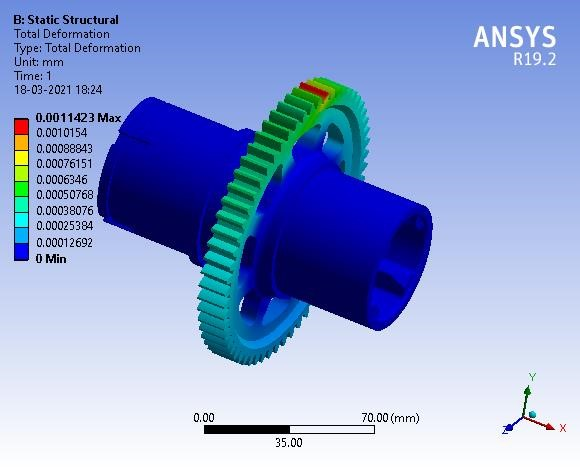 B: Static Structural
Total Deformation
Type: Total Deformation
Unit: mm
Time: 1
18-03-2021 18:24
0.0011423 Max
0.0010154
0.00088843
0.00076151
0.0006346
0.00050768
0.00038076
0.00025384
0.00012692
0 Min
ANSYS
R19.2
0.00 70.00 (mm)
35.00
Y
X
Z